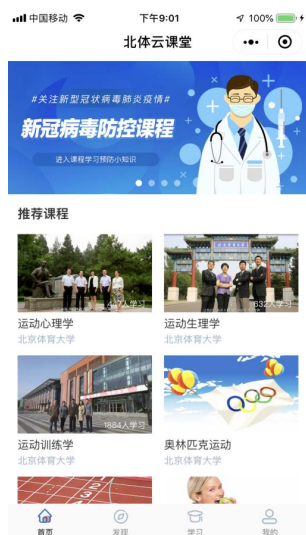 中国移动
下午9:01
100%
北体云课堂
#关注新型冠状病毒肺炎疫情#
新冠病毒防控课程
进入课程学习预防小知识
推荐课程
632人学习
运动心理学
运动生理学
北京体育大学
北京体育大学
1884人学习
运动训练学
奥林匹克运动
北京体育大学
北京体育大学
首页
发现
学习
我的